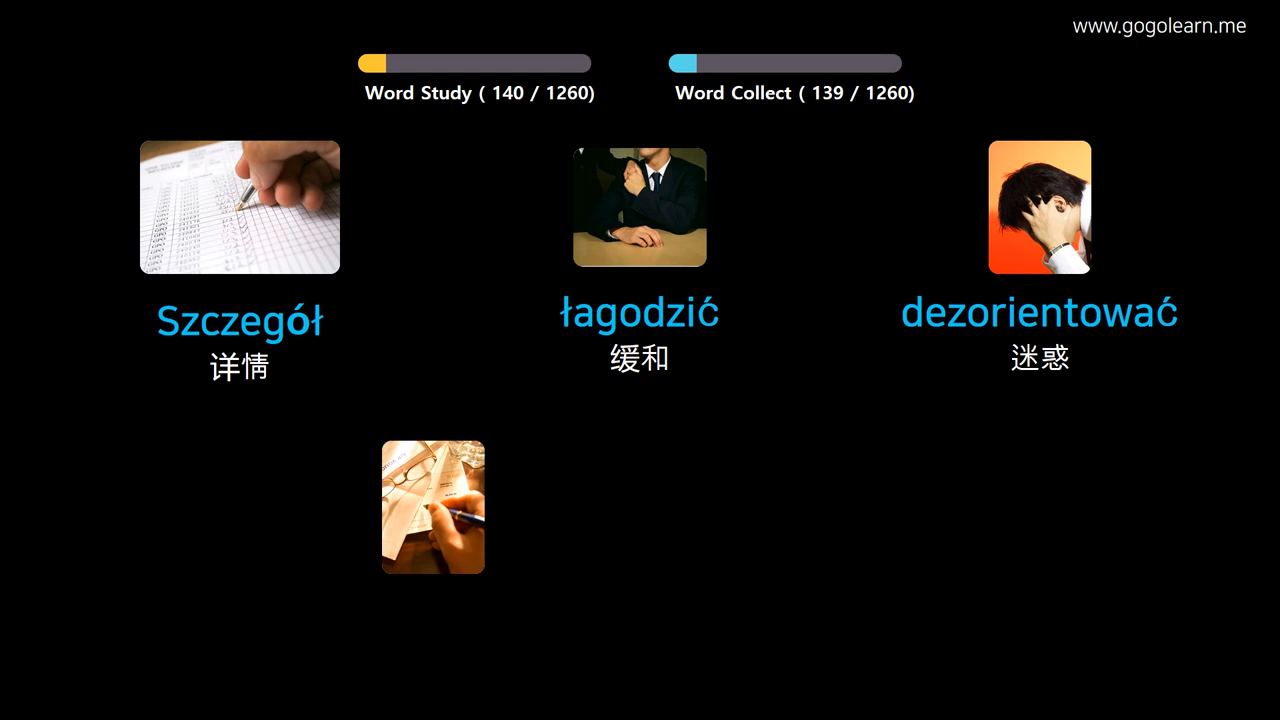 www.gogolearn.me
Word Study ( 140 / 1260)
Word Collect ( 139 / 1260)
Szczegół
łagodzić
dezorientować
详情
缓和
迷惑